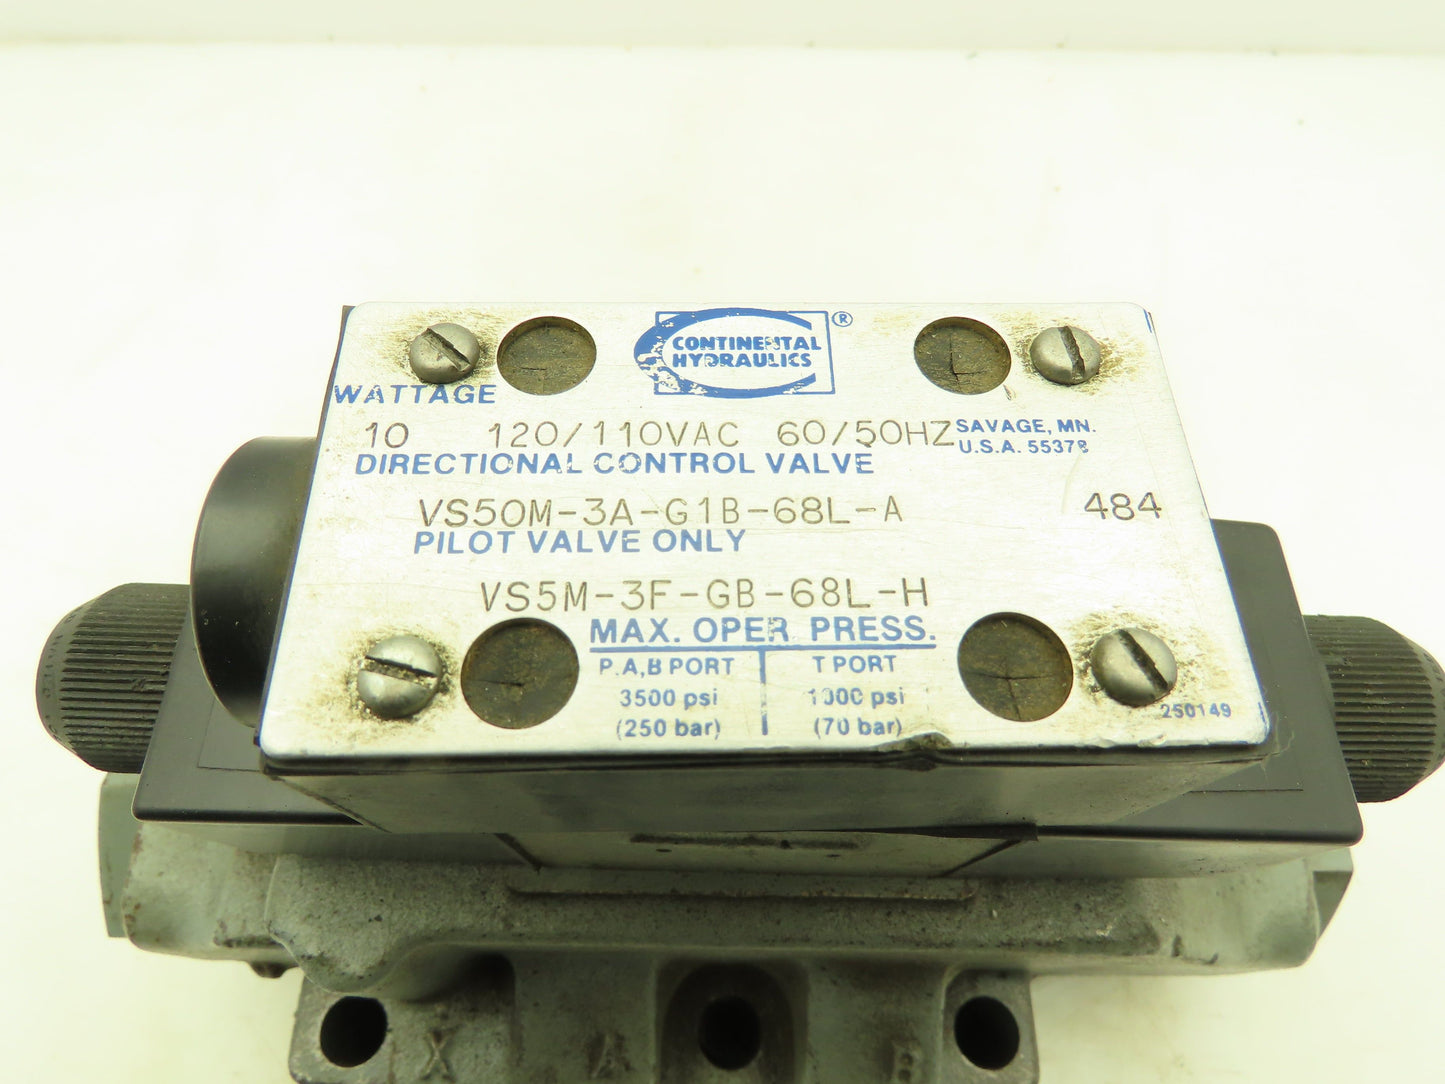 CONTINENTAL ®
HYDRAULICS
WATTAGE
10 120/110VAC 60/50HZ SAVAGE, MN.
U.S.A. 55378
DIRECTIONAL CONTROL VALVE
VS50M-3A-G1B-68L-A 484
PILOT VALVE ONLY
VS5M-3F-GB-68L-H
MAX. OPER. PRESS.
P.A,B PORT T PORT
3500 psi 1000 psi
(250 bar) (70 bar)
250149
X A B